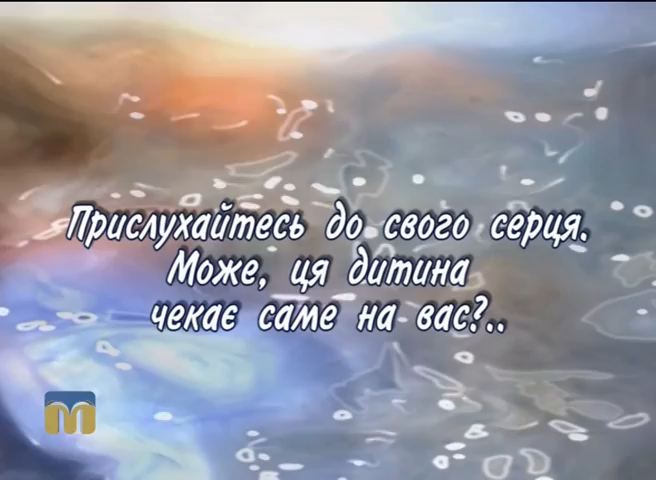 Прислухайтесь до свого серця.
Може, ця дитина
чекає саме на вас?..